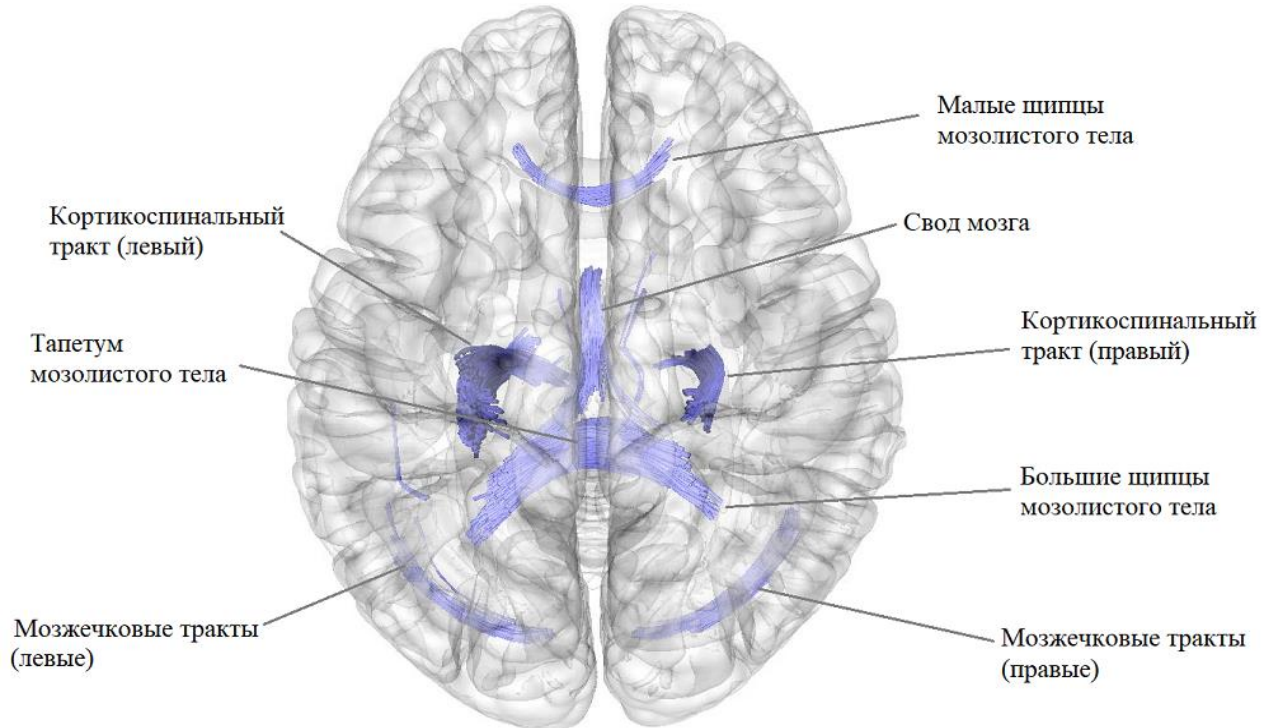 Малые щипцы
мозолистого тела
Кортикоспинальный
тракт (левый)
Свод мозга
Кортикоспинальный
тракт (правый)
Тапетум
мозолистого тела
Большие щипцы
мозолистого тела
Мозжечковые тракты
(левые)
Мозжечковые тракты
(правые)